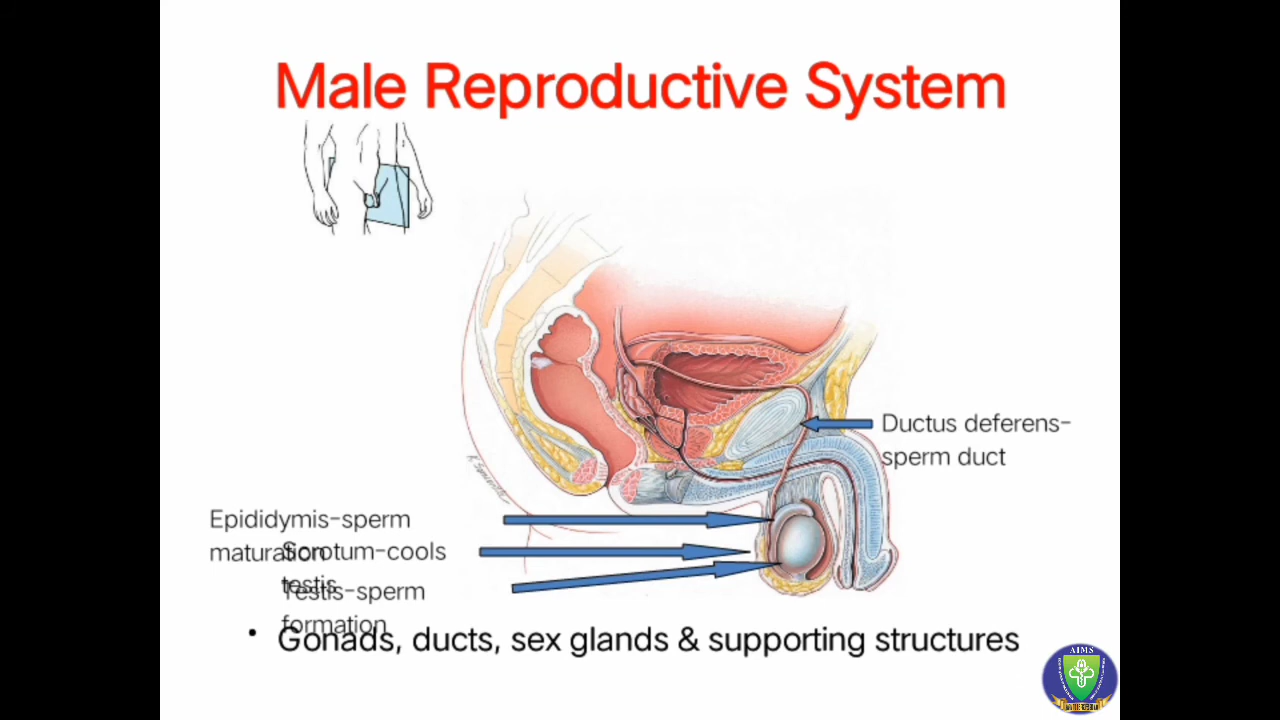 Male Reproductive System
Ductus deferens-
sperm duct
Epididymis-sperm
maturation
Scrotum-cools
testis
Testis-sperm
formation
• Gonads, ducts, sex glands & supporting structures
AIMS